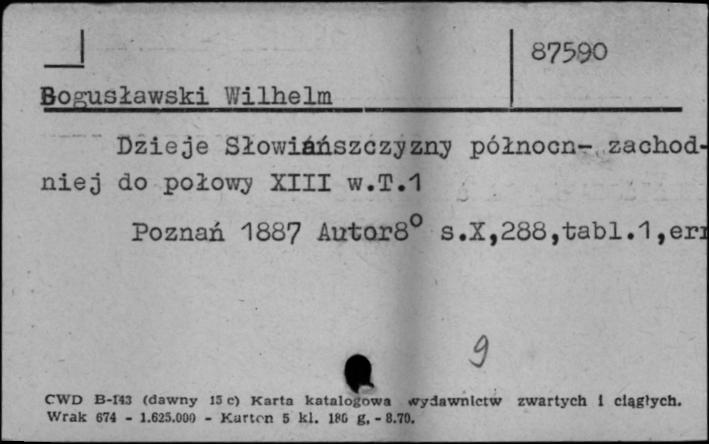 87590
Bogusławski Wilhelm
Dzieje Słowiańszczyzny północn- zachod-
niej do połowy XIII w.T.1
Poznań 1887 Autor8° s.X,288,tabl.1,err
9
CWD B-143 (dawny 15 c) Karta katalogowa wydawnictw zwartych i ciągłych.
Wrak 674 - 1.625.000 - Karton 5 kl. 180 g. - 8.70.